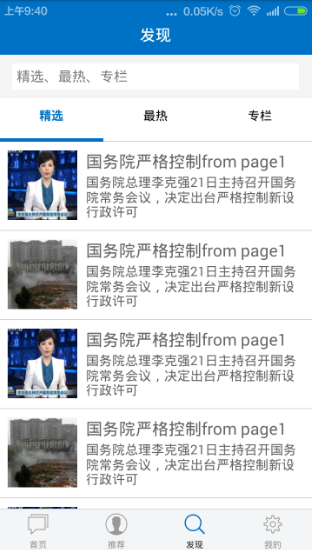 上午9:40 ... 0.05K/s
发现
精选、最热、专栏
精选 最热 专栏
国务院严格控制from page1
国务院总理李克强21日主持召开国务
院常务会议，决定出台严格控制新设
行政许可
国务院严格控制from page1
国务院总理李克强21日主持召开国务
院常务会议，决定出台严格控制新设
行政许可
国务院严格控制from page1
国务院总理李克强21日主持召开国务
院常务会议，决定出台严格控制新设
行政许可
国务院严格控制from page1
国务院总理李克强21日主持召开国务
院常务会议，决定出台严格控制新设
行政许可
首页 推荐 发现 我的